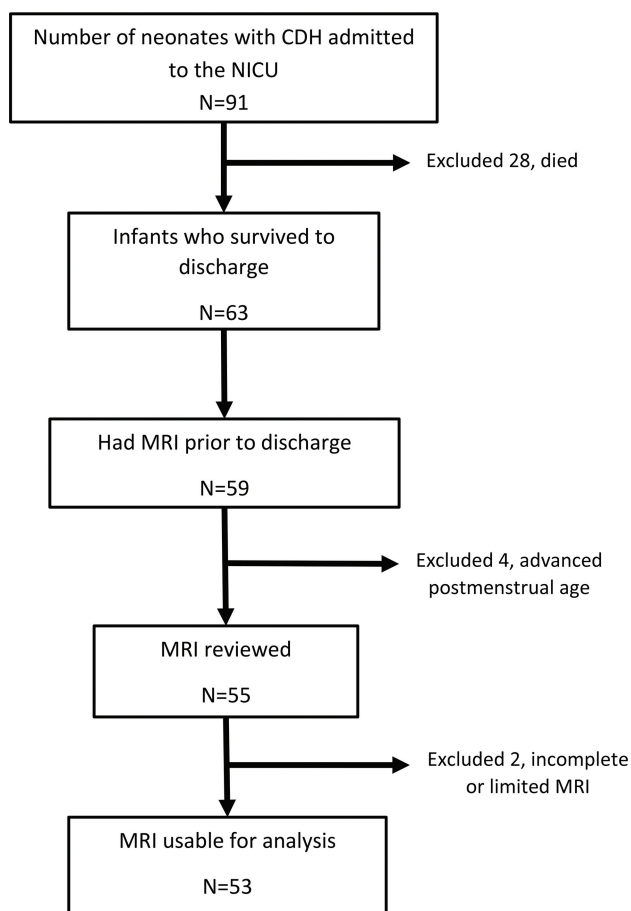 Number of neonates with CDH admitted
to the NICU
N=91
Excluded 28, died
Infants who survived to
discharge
N=63
Had MRI prior to discharge
N=59
Excluded 4, advanced
postmenstrual age
MRI reviewed
N=55
Excluded 2, incomplete
or limited MRI
MRI usable for analysis
N=53